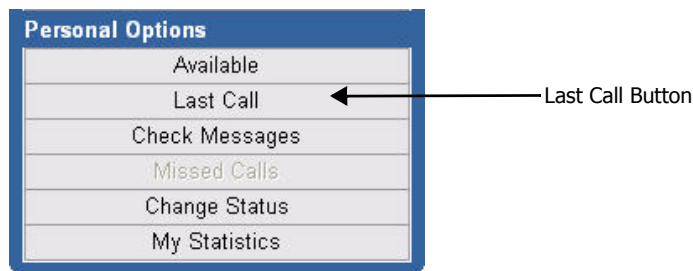 Personal Options
Available
Last Call
Last Call Button
Check Messages
Missed Calls
Change Status
My Statistics